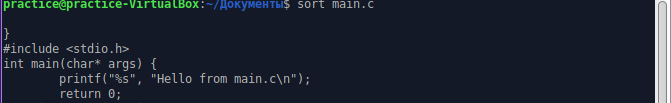 practice@practice-VirtualBox:~/Документы$ sort main.c

}
#include <stdio.h>
int main(char* args) {
        printf("%s", "Hello from main.c\n");
        return 0;